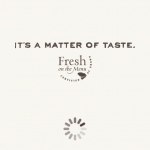 IT'S A MATTER OF TASTE.
Fresh
on the Menu